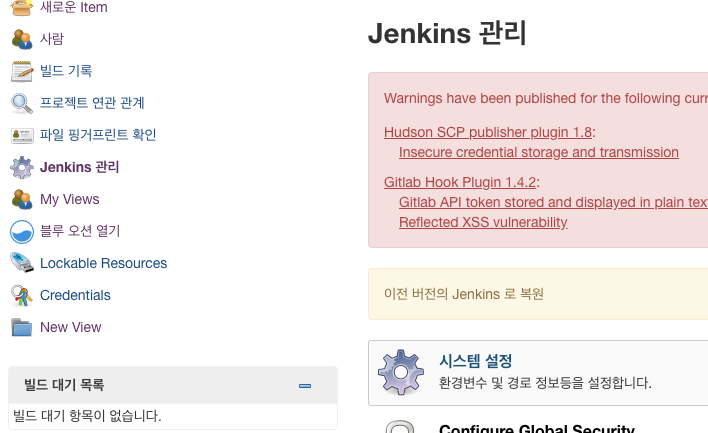 새로운 Item
사람
빌드 기록
프로젝트 연관 관계
파일 핑거프린트 확인
Jenkins 관리
My Views
블루 오션 열기
Lockable Resources
Credentials
New View
빌드 대기 목록
빌드 대기 항목이 없습니다.
Jenkins 관리
Warnings have been published for the following curr
Hudson SCP publisher plugin 1.8:
Insecure credential storage and transmission
Gitlab Hook Plugin 1.4.2:
Gitlab API token stored and displayed in plain tex
Reflected XSS vulnerability
이전 버전의 Jenkins 로 복원
시스템 설정
환경변수 및 경로 정보등을 설정합니다.
Configure Global Security